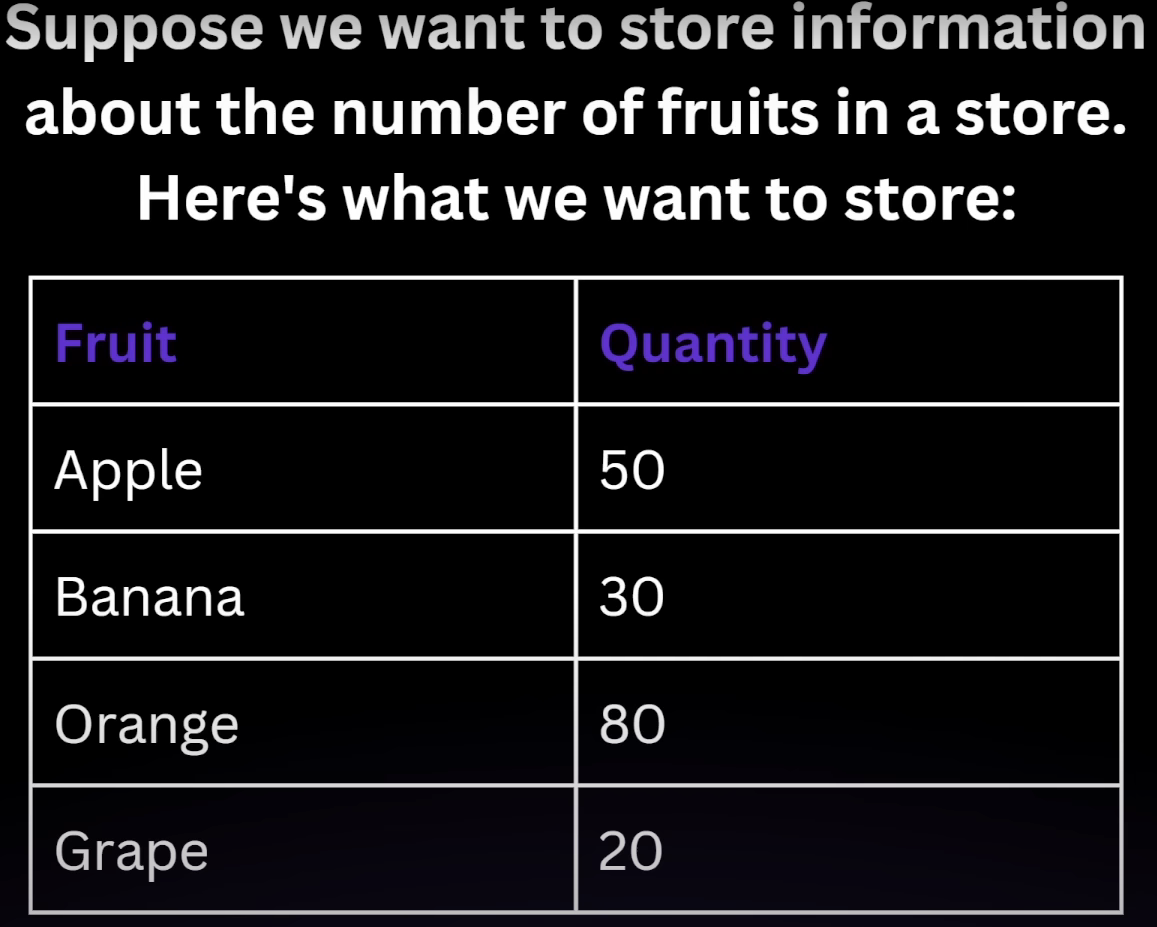 Suppose we want to store information
about the number of fruits in a store.
Here's what we want to store:
Fruit Quantity
Apple 50
Banana 30
Orange 80
Grape 20